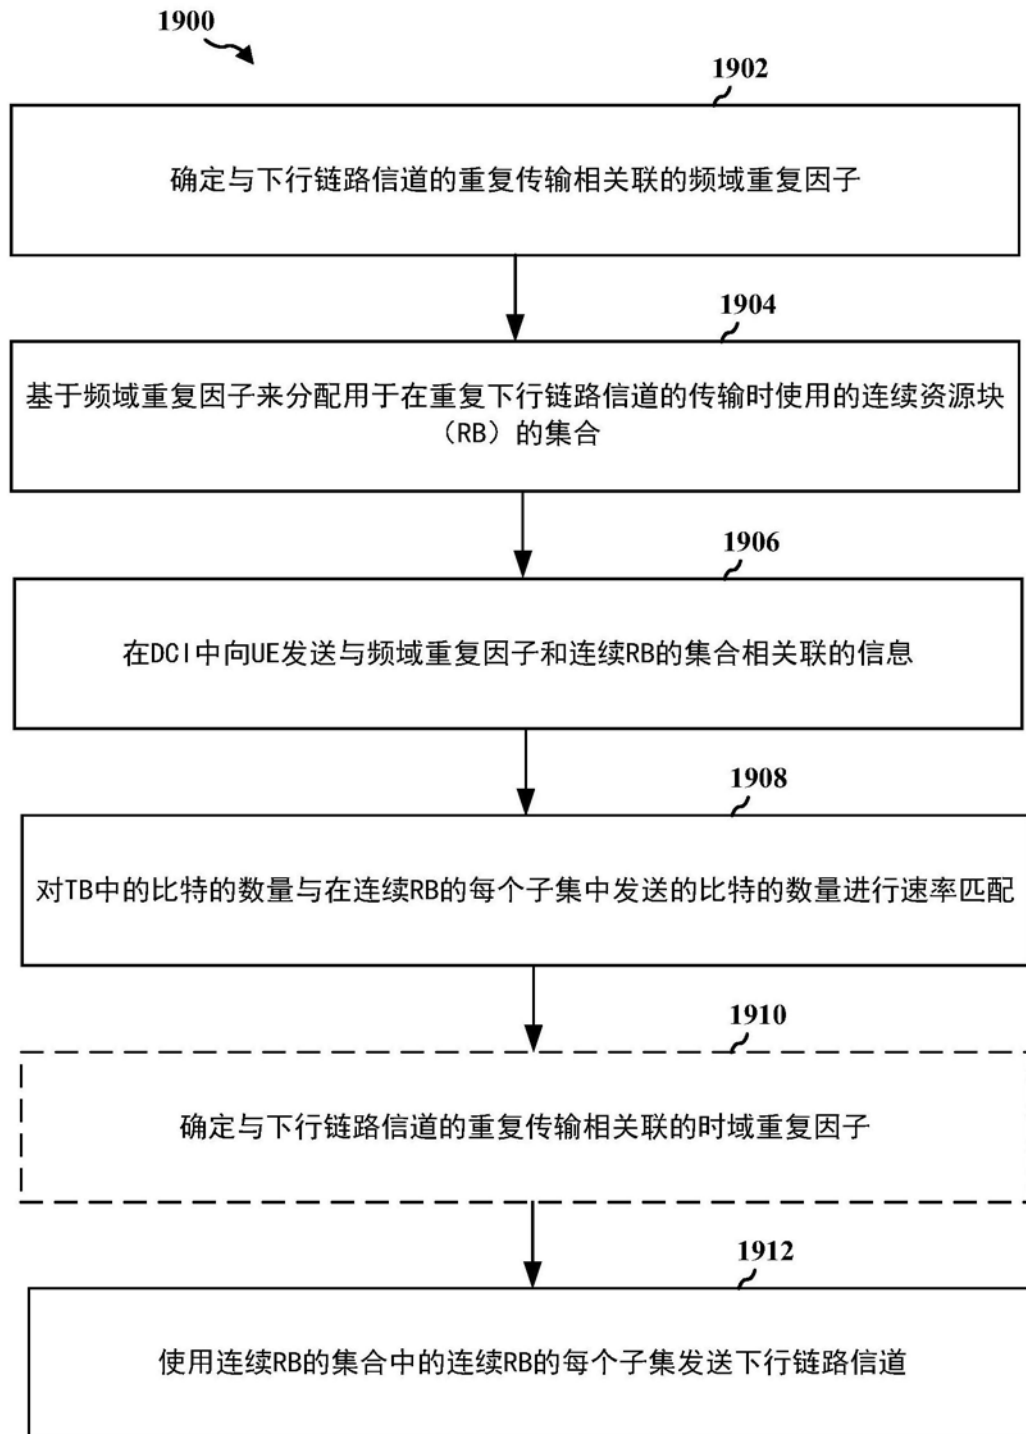 1900
1902
确定与下行链路信道的重复传输相关联的频域重复因子
1904
基于频域重复因子来分配用于在重复下行链路信道的传输时使用的连续资源块
（RB）的集合
1906
在DCI中向UE发送与频域重复因子和连续RB的集合相关联的信息
1908
对TB中的比特的数量与在连续RB的每个子集中发送的比特的数量进行速率匹配
1910
确定与下行链路信道的重复传输相关联的时域重复因子
1912
使用连续RB的集合中的连续RB的每个子集发送下行链路信道